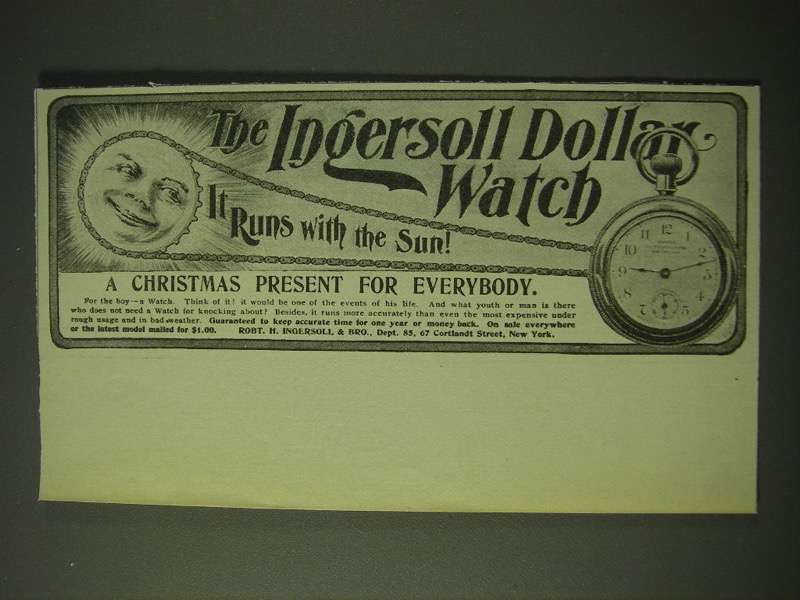 The Ingersoll Dollar
Watch
It Runs with the Sun!
A CHRISTMAS PRESENT FOR EVERYBODY.
For the boy—a Watch. Think of it! it would be one of the events of his life. And what youth or man is there
who does not need a Watch for knocking about? Besides, it runs more accurately than even the most expensive under
rough usage and in bad weather. Guaranteed to keep accurate time for one year or money back. On sale everywhere
or the latest model mailed for $1.00. ROBT. H. INGERSOLL & BRO., Dept. 85, 67 Cortlandt Street, New York.
11 12 1
10 2
9 3
8 4
7 5